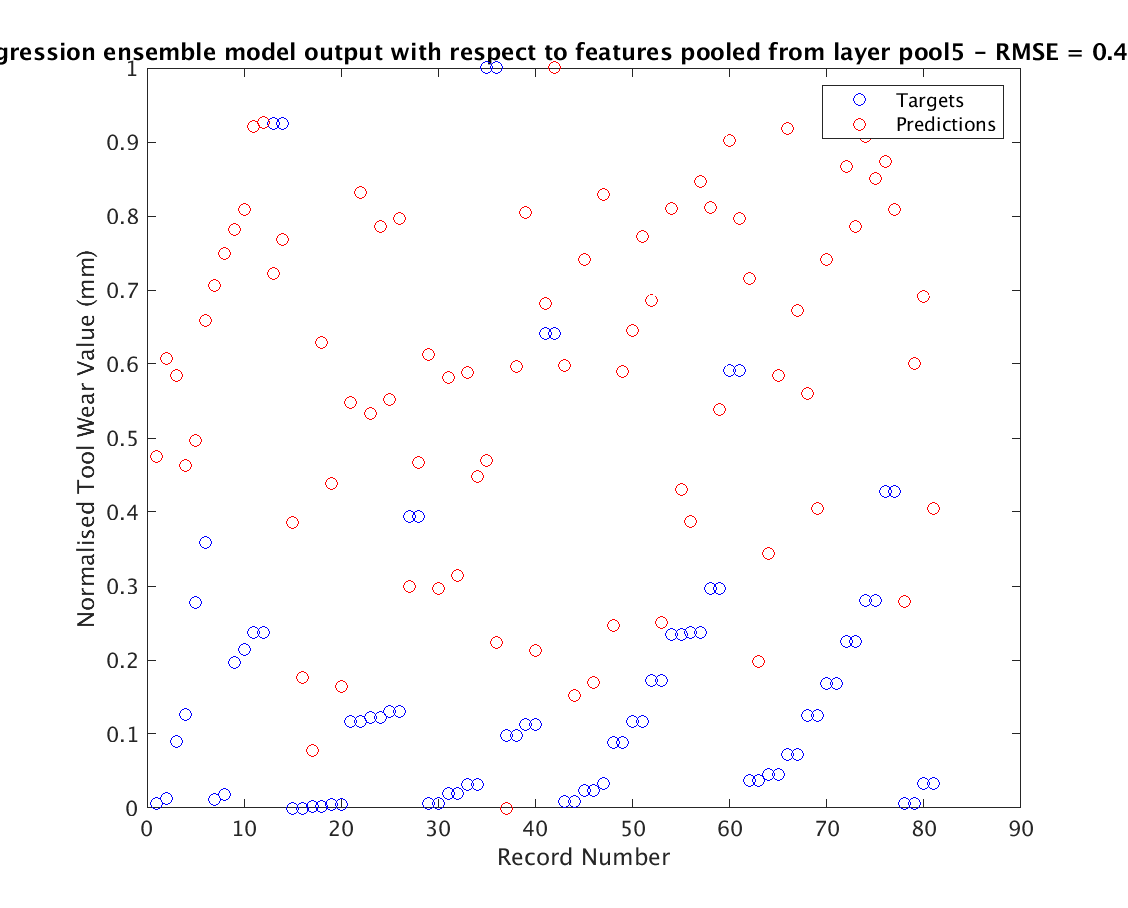 gression ensemble model output with respect to features pooled from layer pool5 – RMSE = 0.4
Targets
Predictions
1
0.9
0.8
0.7
0.6
0.5
0.4
0.3
0.2
0.1
0
Normalised Tool Wear Value (mm)
0 10 20 30 40 50 60 70 80 90
Record Number